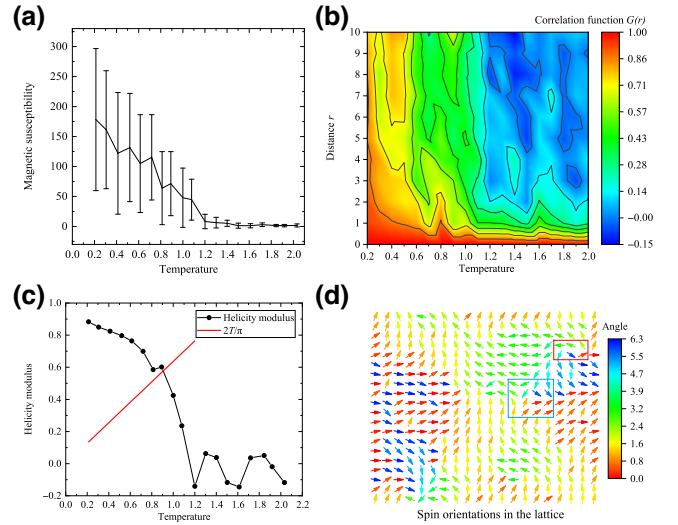 (a)
300
250
200
150
100
50
0
Magnetic susceptibility
0.0 0.2 0.4 0.6 0.8 1.0 1.2 1.4 1.6 1.8 2.0
Temperature
(b)
Correlation function G(r)
10
9
8
7
6
5
4
3
2
1
0
Distance r
0.2 0.4 0.6 0.8 1.0 1.2 1.4 1.6 1.8 2.0
Temperature
1.00
0.86
0.71
0.57
0.43
0.29
0.14
-0.00
-0.15
(c)
1.0
0.8
0.6
0.4
0.2
0.0
-0.2
Helicity modulus
Helicity modulus
2T/π
0.0 0.2 0.4 0.6 0.8 1.0 1.2 1.4 1.6 1.8 2.0 2.2
Temperature
(d)
Angle
6.3
5.7
5.2
4.5
3.9
3.0
2.4
1.8
1.2
0.6
0.0
Spin orientations in the lattice